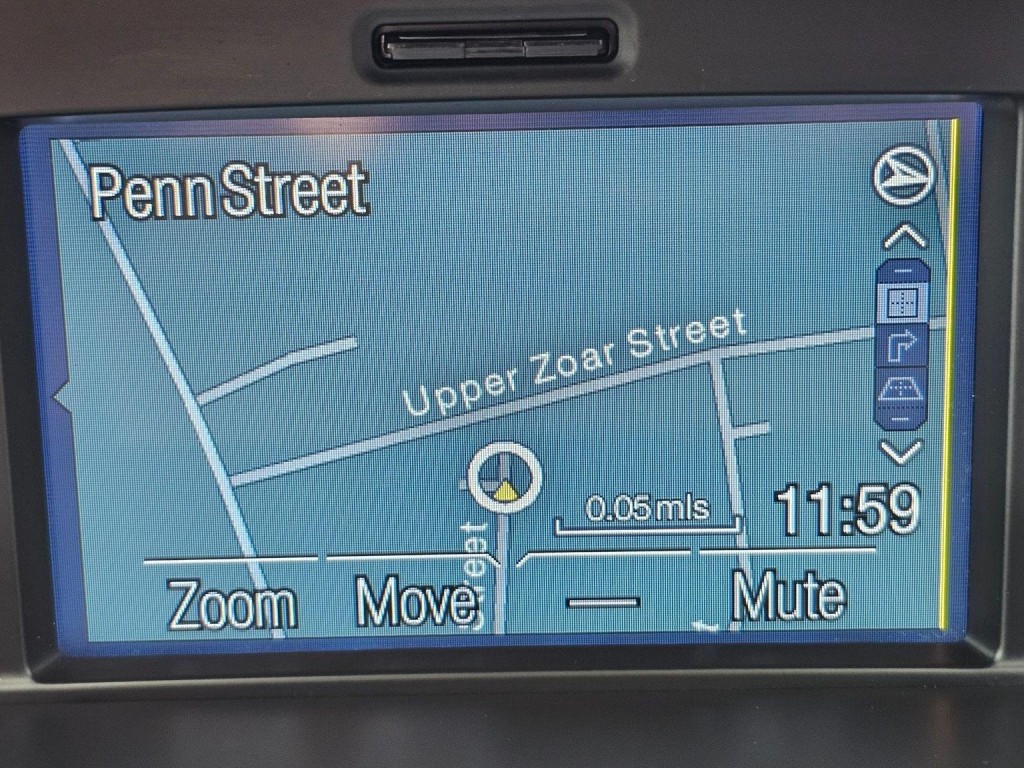 Penn Street
Upper Zoar Street
0.05 mls
11:59
Zoom
Move
Mute